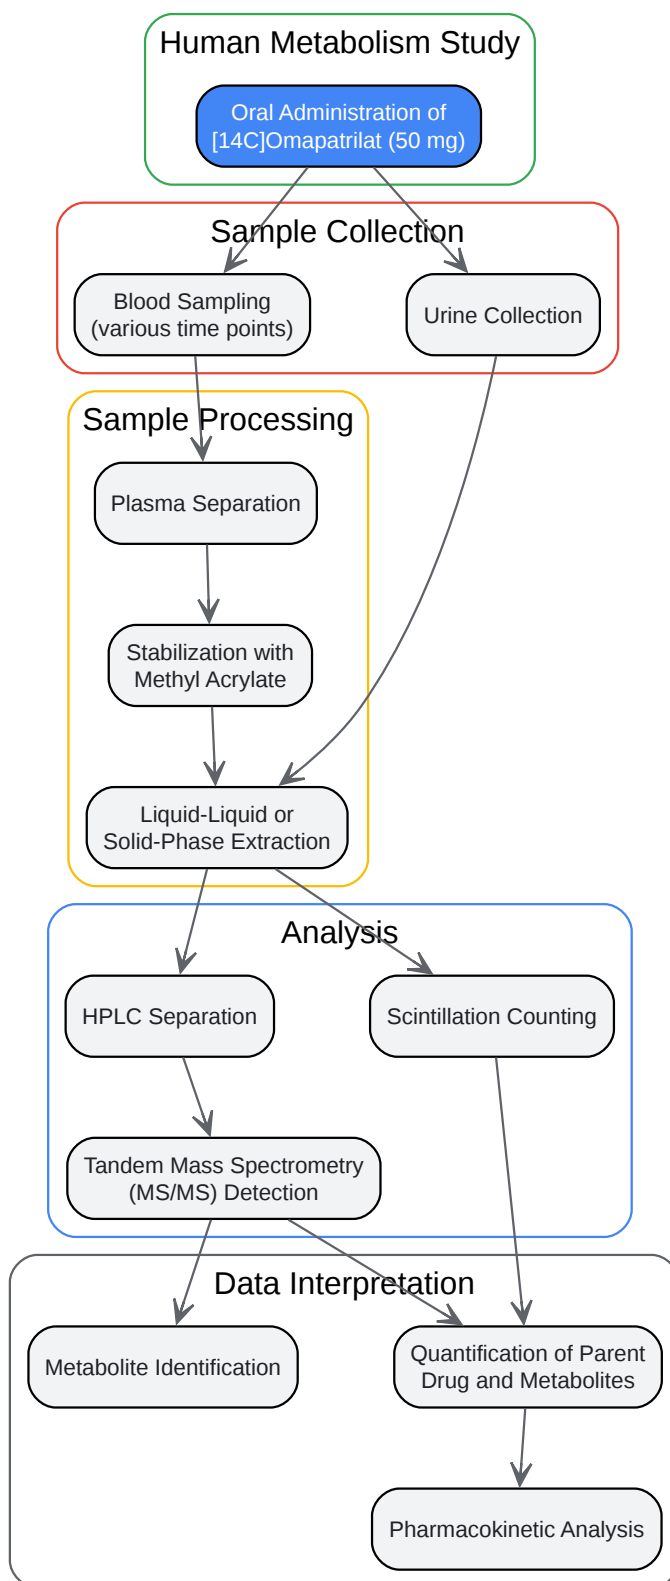 Human Metabolism Study
Oral Administration of
[14C]Omapatrilat (50 mg)
Sample Collection
Blood Sampling
(various time points)
Urine Collection
Sample Processing
Plasma Separation
Stabilization with
Methyl Acrylate
Liquid-Liquid or
Solid-Phase Extraction
Analysis
HPLC Separation
Scintillation Counting
Tandem Mass Spectrometry
(MS/MS) Detection
Data Interpretation
Metabolite Identification
Quantification of Parent
Drug and Metabolites
Pharmacokinetic Analysis